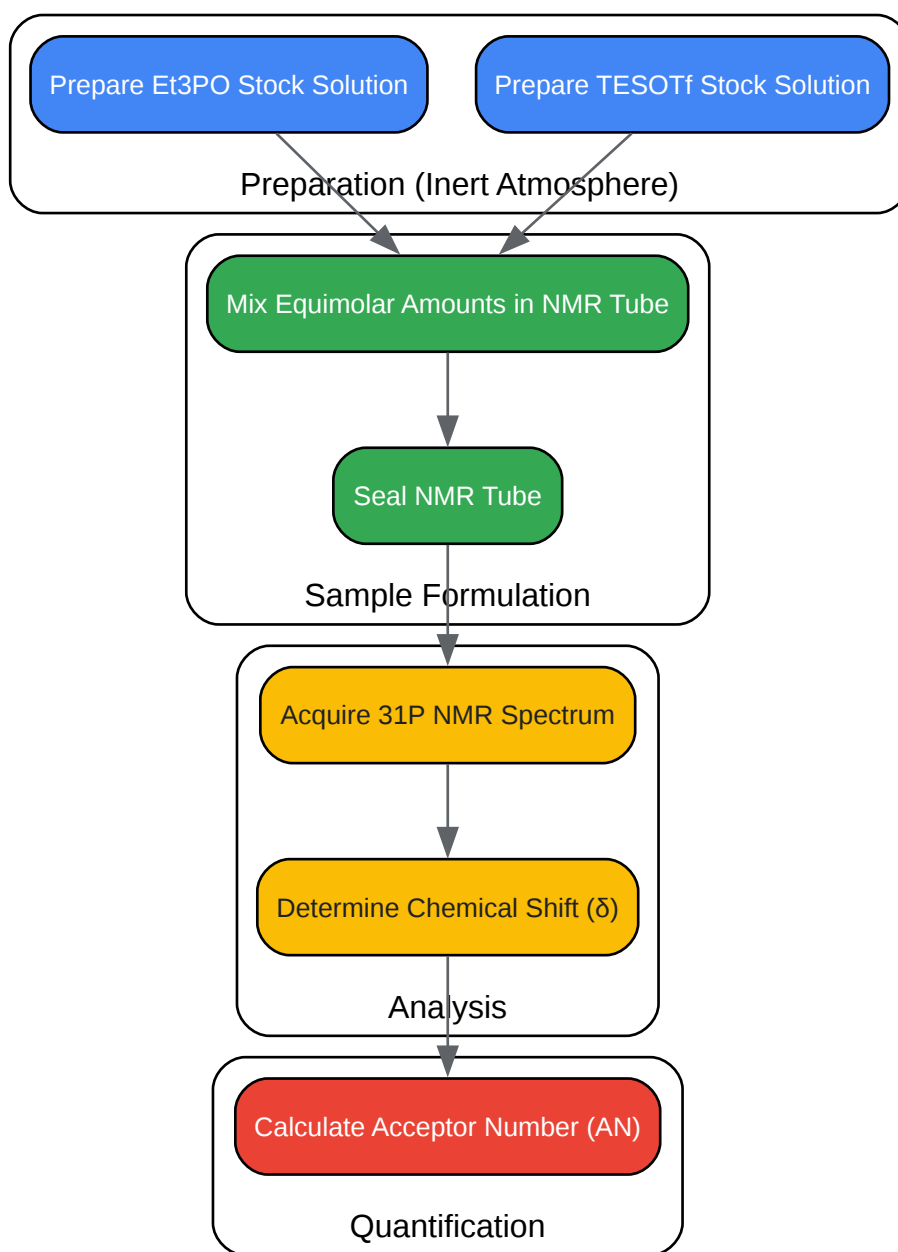 Prepare Et3PO Stock Solution
Prepare TESOTf Stock Solution
Preparation (Inert Atmosphere)
Mix Equimolar Amounts in NMR Tube
Seal NMR Tube
Sample Formulation
Acquire 31P NMR Spectrum
Determine Chemical Shift (δ)
Analysis
Calculate Acceptor Number (AN)
Quantification